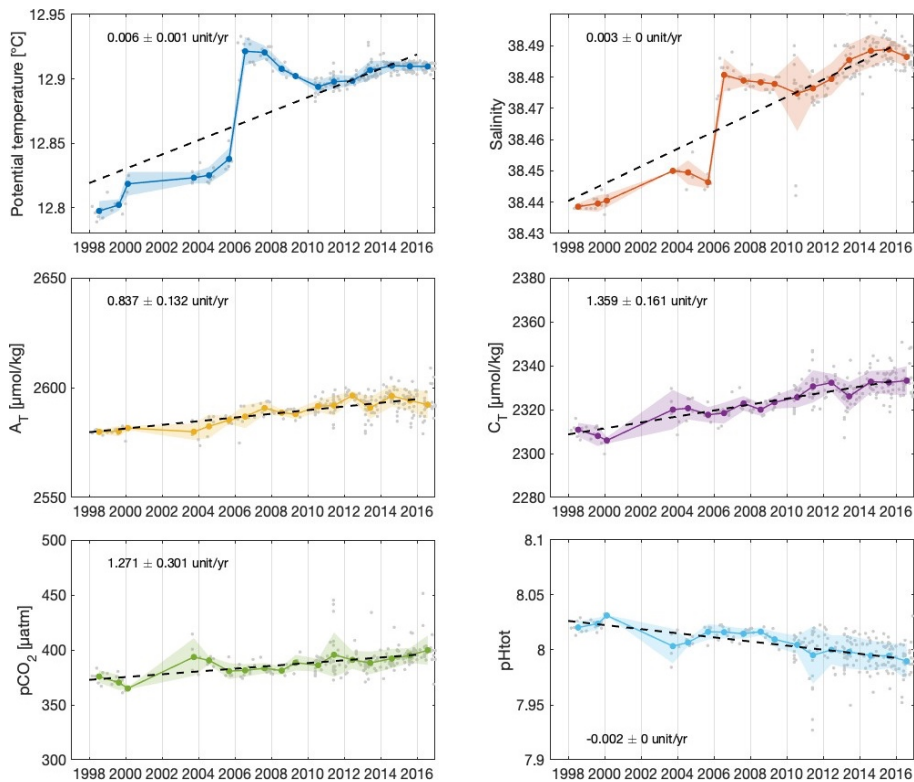 0.006 ± 0.001 unit/yr
Potential temperature [°C]
12.95
12.9
12.85
12.8
1998 2000 2002 2004 2006 2008 2010 2012 2014 2016
0.003 ± 0 unit/yr
Salinity
38.49
38.48
38.47
38.45
38.44
38.43
1998 2000 2002 2004 2006 2008 2010 2012 2014 2016
0.837 ± 0.132 unit/yr
A_T [µmol/kg]
2650
2600
2550
1998 2000 2002 2004 2006 2008 2010 2012 2014 2016
1.359 ± 0.161 unit/yr
C_T [µmol/kg]
2380
2360
2340
2320
2300
2280
1998 2000 2002 2004 2006 2008 2010 2012 2014 2016
1.271 ± 0.301 unit/yr
pCO₂ [µatm]
500
450
400
350
300
1998 2000 2002 2004 2006 2008 2010 2012 2014 2016
-0.002 ± 0 unit/yr
pHtot
8.1
8.05
8
7.95
7.9
1998 2000 2002 2004 2006 2008 2010 2012 2014 2016